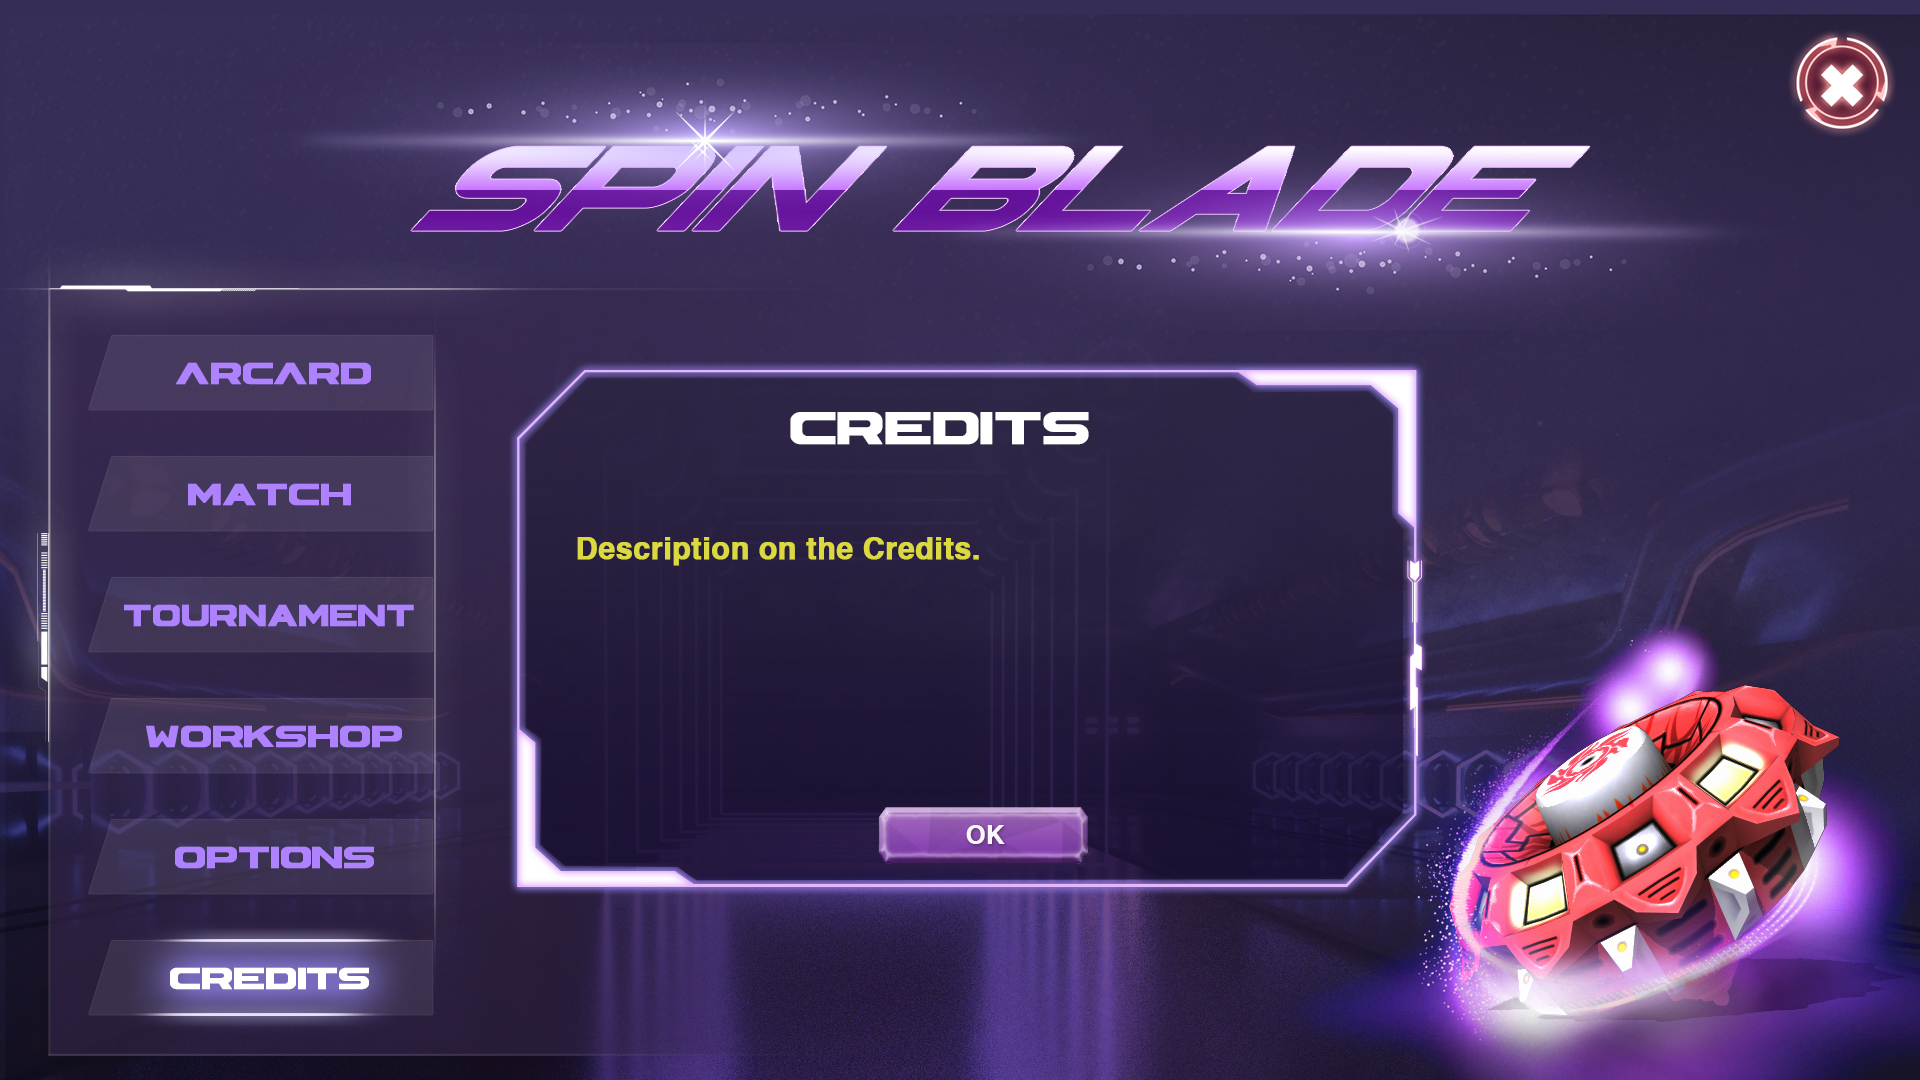 SPIN BLADE
ARCARD
MATCH
TOURNAMENT
WORKSHOP
OPTIONS
CREDITS
CREDITS
Description on the Credits.
OK